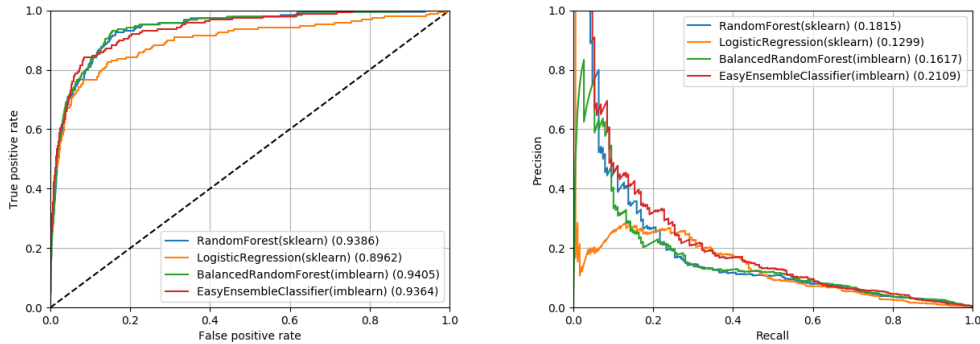 1.0
0.8
0.6
0.4
0.2
0.0
True positive rate
0.0 0.2 0.4 0.6 0.8 1.0
False positive rate
RandomForest(sklearn) (0.9386)
LogisticRegression(sklearn) (0.8962)
BalancedRandomForest(imblearn) (0.9405)
EasyEnsembleClassifier(imblearn) (0.9364)
1.0
0.8
0.6
0.4
0.2
0.0
Precision
0.0 0.2 0.4 0.6 0.8 1.0
Recall
RandomForest(sklearn) (0.1815)
LogisticRegression(sklearn) (0.1299)
BalancedRandomForest(imblearn) (0.1617)
EasyEnsembleClassifier(imblearn) (0.2109)